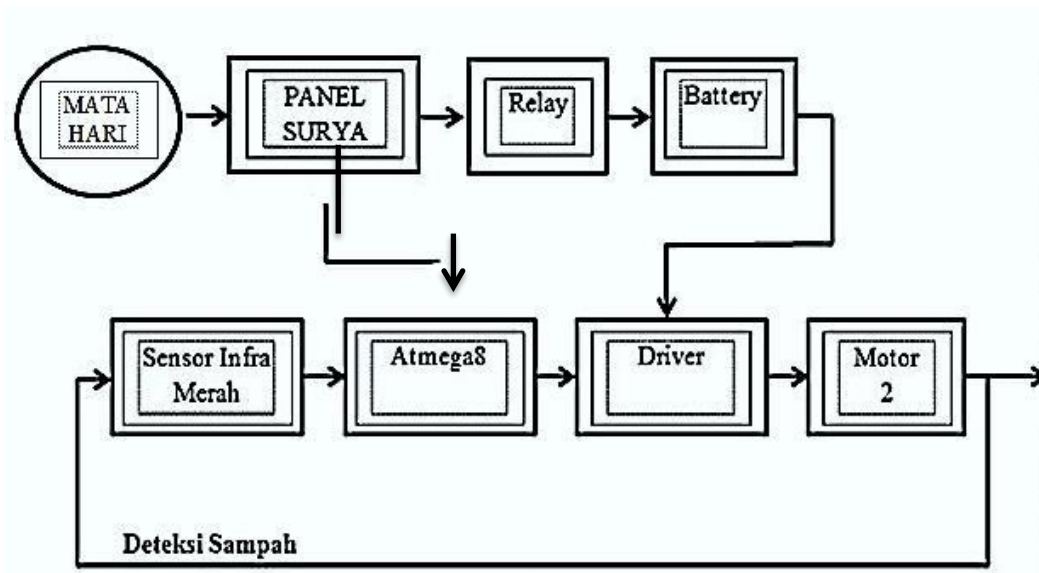 MATA
HARI
PANEL
SURYA
Relay
Battery
Sensor Infra
Merah
Atmega8
Driver
Motor
2
Deteksi Sampah